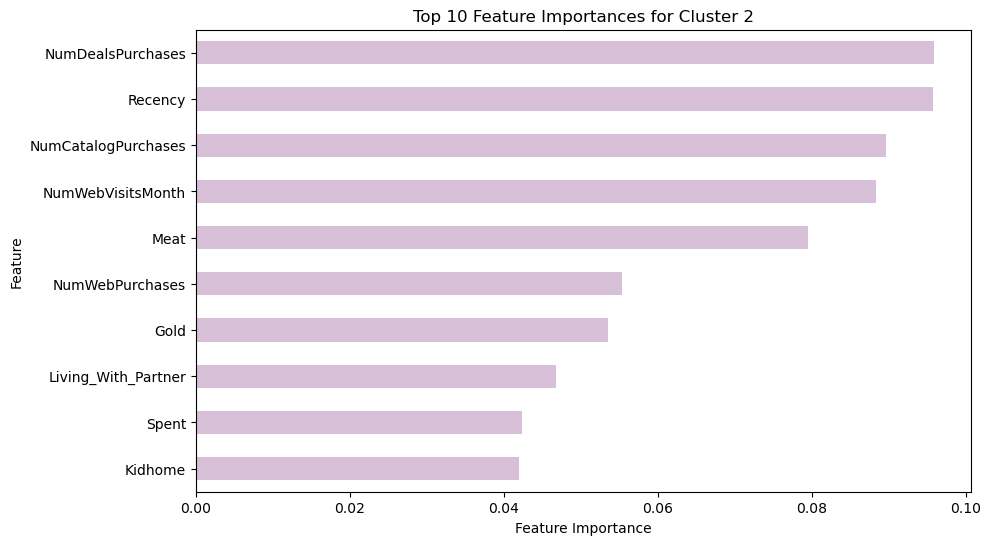 Top 10 Feature Importances for Cluster 2
Feature
NumDealsPurchases
Recency
NumCatalogPurchases
NumWebVisitsMonth
Meat
NumWebPurchases
Gold
Living_With_Partner
Spent
Kidhome
0.00 0.02 0.04 0.06 0.08 0.10
Feature Importance